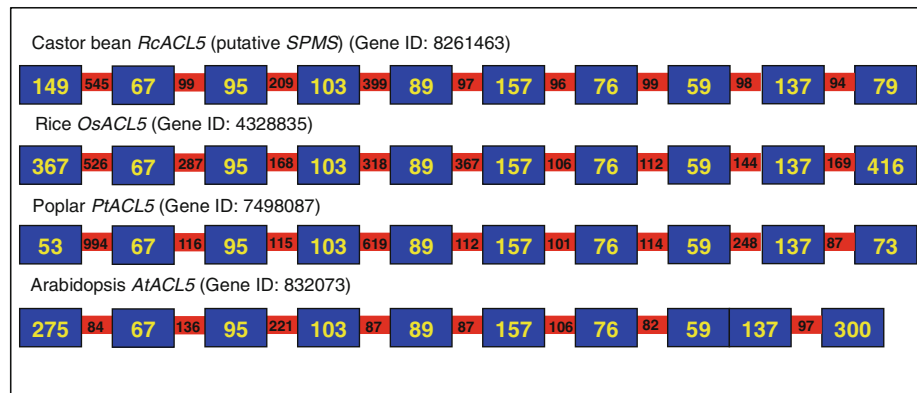 Castor bean RcACL5 (putative SPMS) (Gene ID: 8261463)
149 545 67 99 95 209 103 399 89 97 157 96 76 99 59 98 137 94 79
Rice OsACL5 (Gene ID: 4328835)
367 526 67 287 95 168 103 318 89 367 157 106 76 112 59 144 137 169 416
Poplar PtACL5 (Gene ID: 7498087)
53 994 67 116 95 115 103 619 89 112 157 101 76 114 59 248 137 87 73
Arabidopsis AtACL5 (Gene ID: 832073)
275 84 67 136 95 221 103 87 89 87 157 106 76 82 59 137 97 300